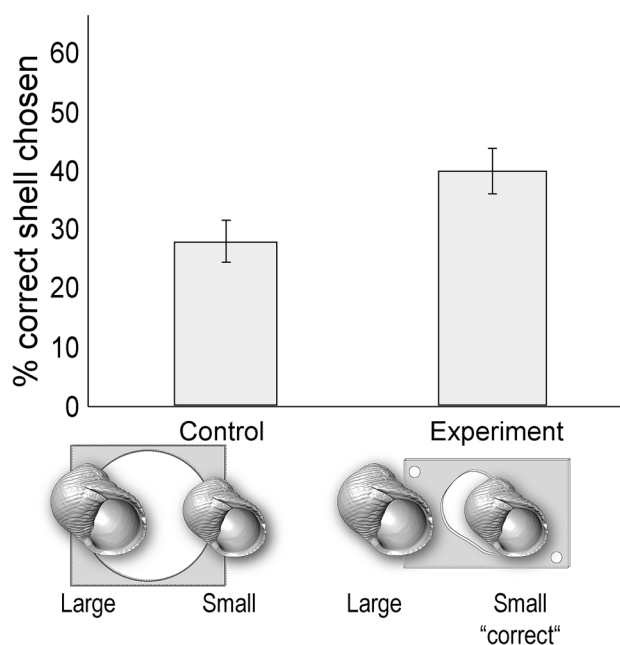 % correct shell chosen
60
50
40
30
20
10
0
Control
Experiment
Large
Small
Large
Small
“correct“